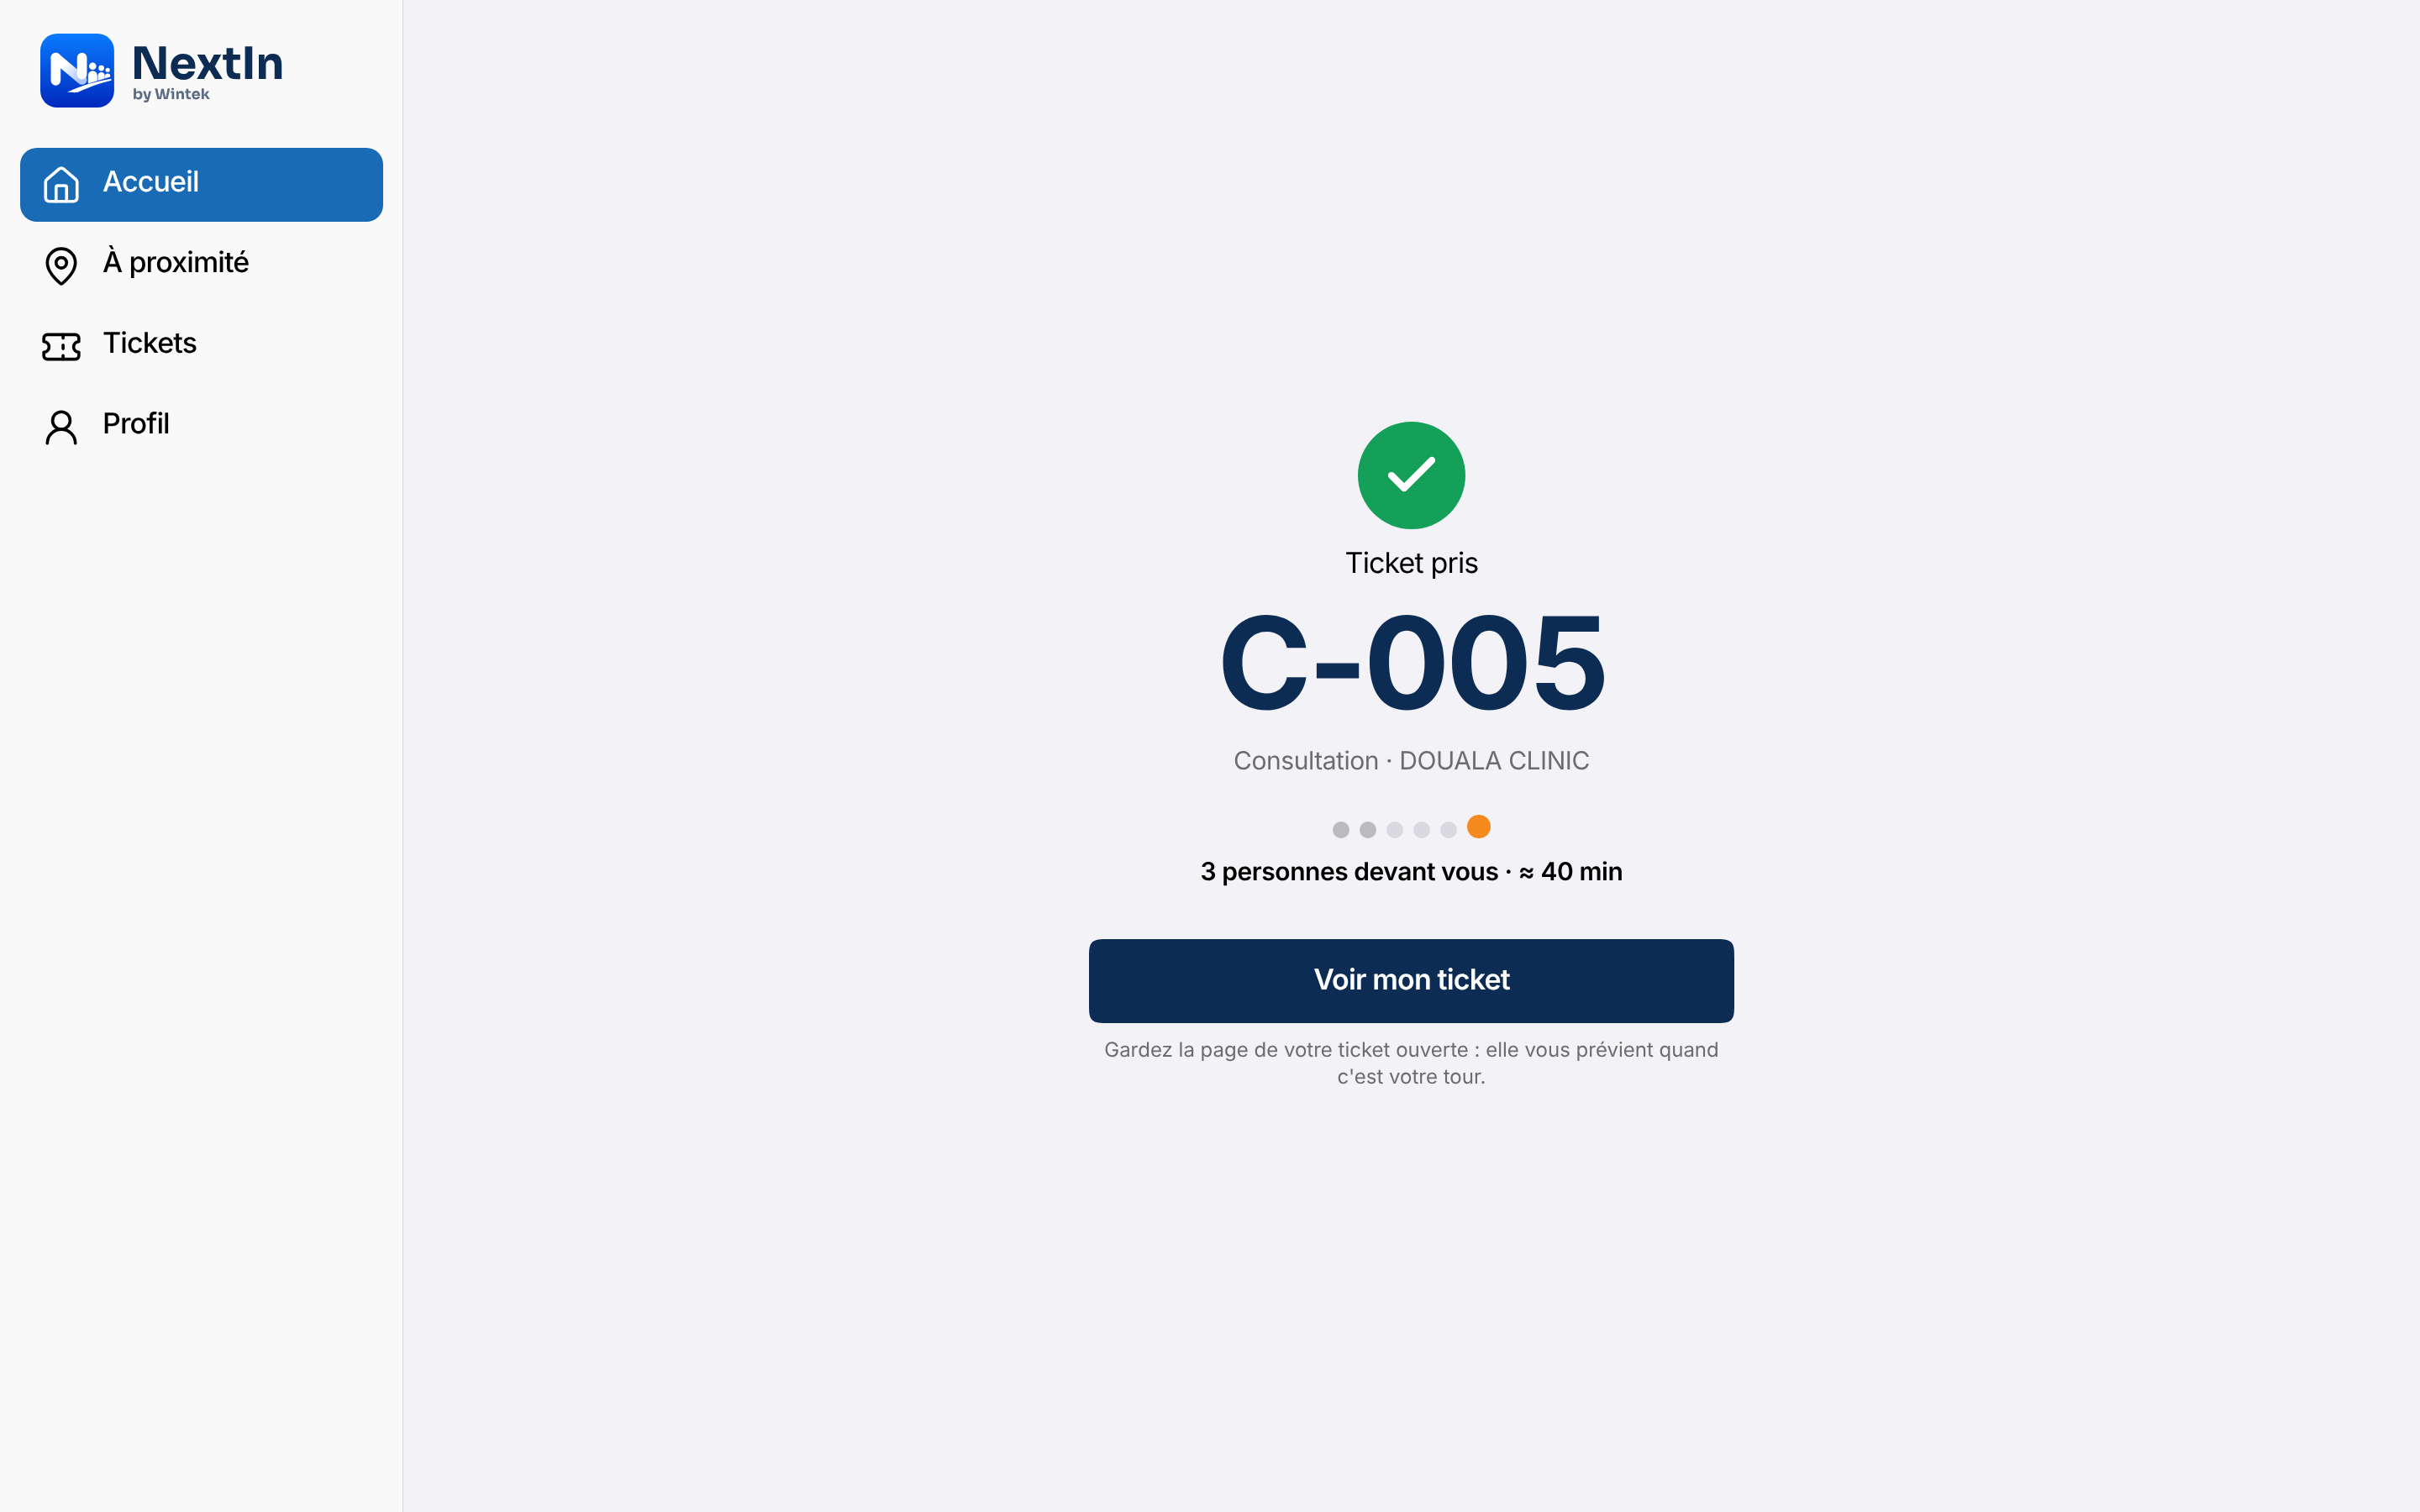 NextIn
by Wintek
Accueil
À proximité
Tickets
Profil
Ticket pris
C-005
Consultation · DOUALA CLINIC
3 personnes devant vous · ≈ 40 min
Voir mon ticket
Gardez la page de votre ticket ouverte : elle vous prévient quand
c'est votre tour.